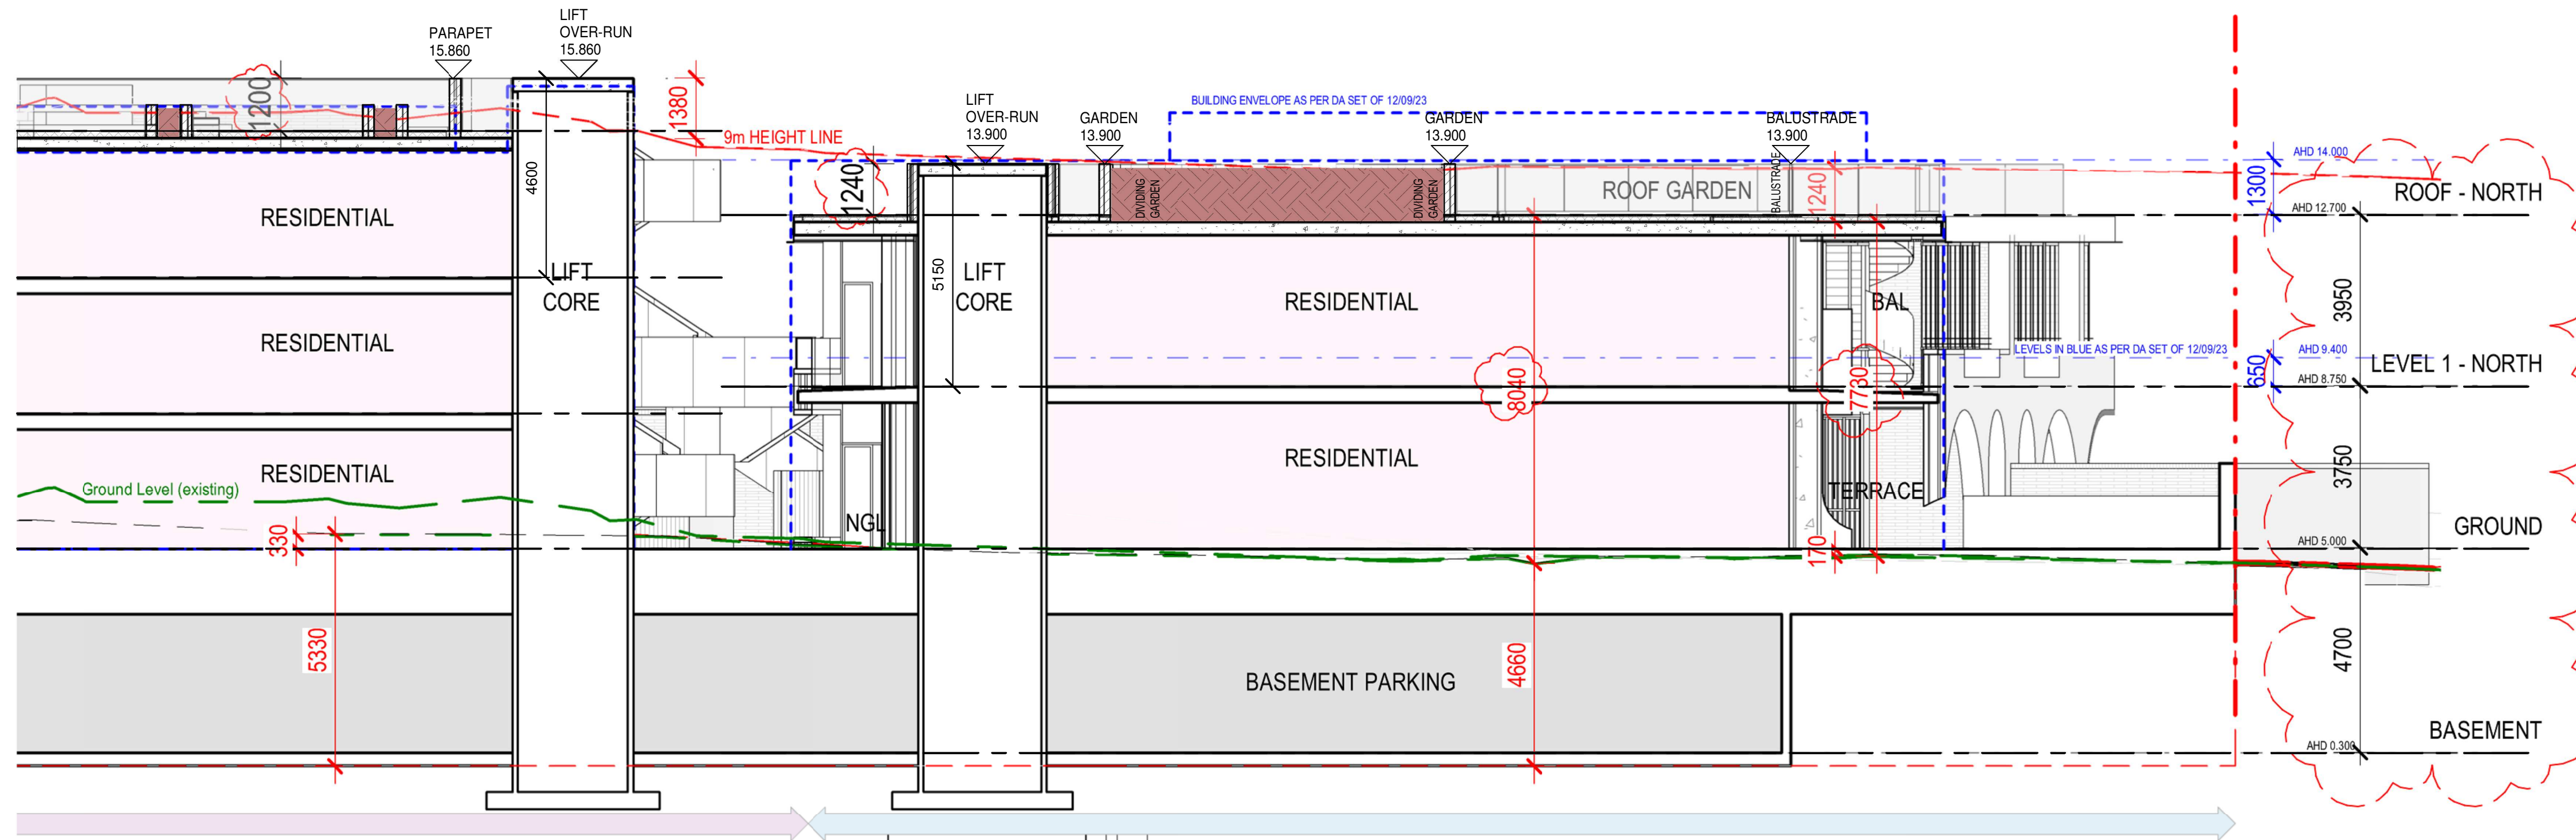 PARAPET
15.860
LIFT
OVER-RUN
15.860
1200
1380
4600
9m HEIGHT LINE
LIFT
OVER-RUN
13.900
GARDEN
13.900
BUILDING ENVELOPE AS PER DA SET OF 12/09/23
GARDEN
13.900
BALUSTRADE
13.900
1240
DIVIDING
GARDEN
DIVIDING
GARDEN
ROOF GARDEN
BALUSTRADE
1240
AHD 14.000
1300
ROOF - NORTH
AHD 12.700
RESIDENTIAL
LIFT
CORE
5150
LIFT
CORE
RESIDENTIAL
BAL
3950
RESIDENTIAL
LEVELS IN BLUE AS PER DA SET OF 12/09/23
AHD 9.400
650
LEVEL 1 - NORTH
AHD 8.750
8040
7730
RESIDENTIAL
Ground Level (existing)
RESIDENTIAL
TERRACE
3750
330
NGL
170
GROUND
AHD 5.000
5330
BASEMENT PARKING
4660
4700
BASEMENT
AHD 0.300